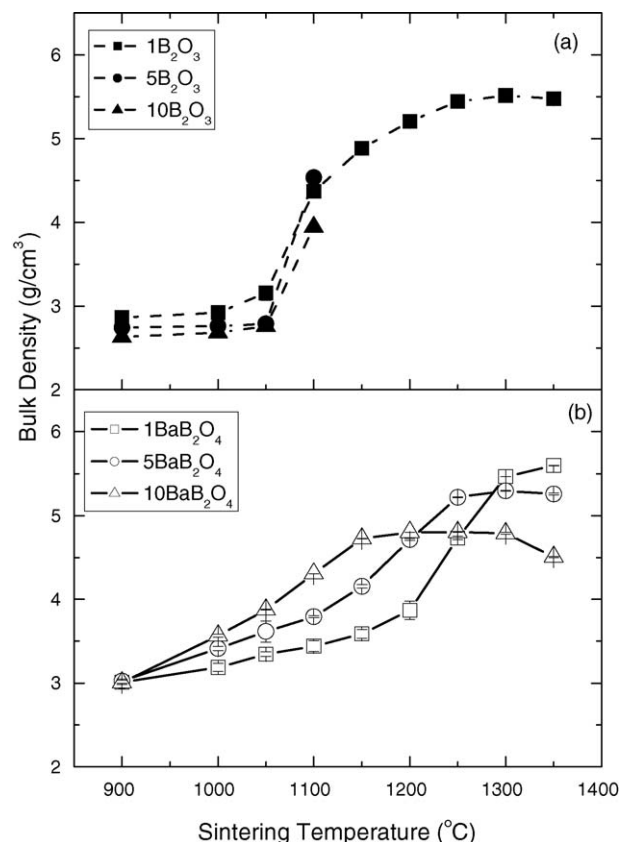 6
5
4
3
2
1B₂O₃
5B₂O₃
10B₂O₃
(a)
Bulk Density (g/cm³)
6
5
4
3
2
1BaB₂O₄
5BaB₂O₄
10BaB₂O₄
(b)
900 1000 1100 1200 1300 1400
Sintering Temperature (°C)